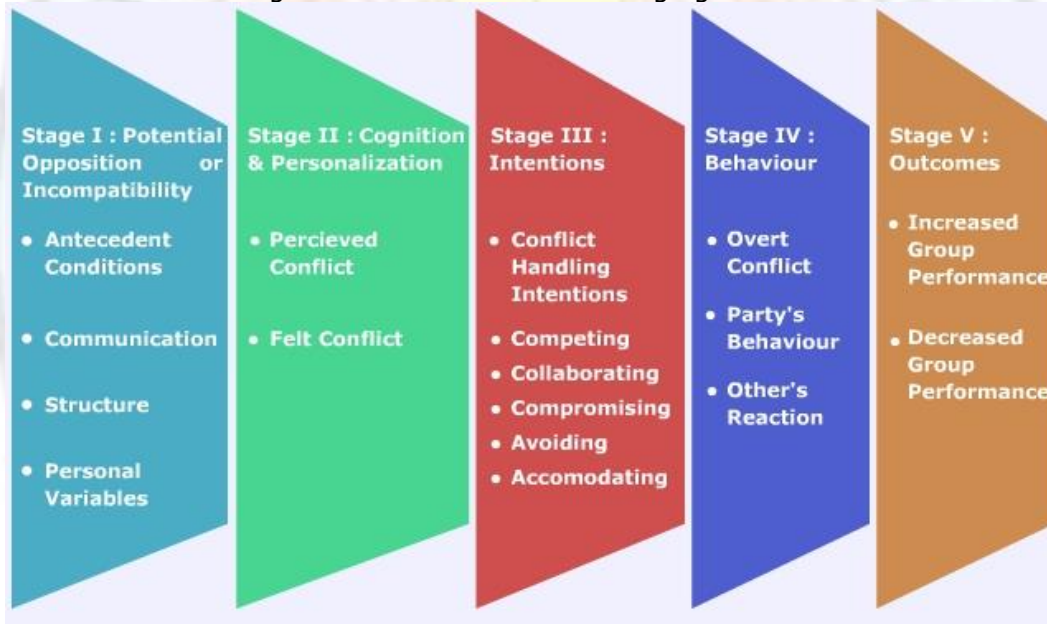 Stage I : Potential
Opposition or
Incompatibility
• Antecedent
Conditions
• Communication
• Structure
• Personal
Variables
Stage II : Cognition
& Personalization
• Percieved
Conflict
• Felt Conflict
Stage III :
Intentions
• Conflict
Handling
Intentions
• Competing
• Collaborating
• Compromising
• Avoiding
• Accomodating
Stage IV :
Behaviour
• Overt
Conflict
• Party's
Behaviour
• Other's
Reaction
Stage V :
Outcomes
• Increased
Group
Performance
• Decreased
Group
Performance